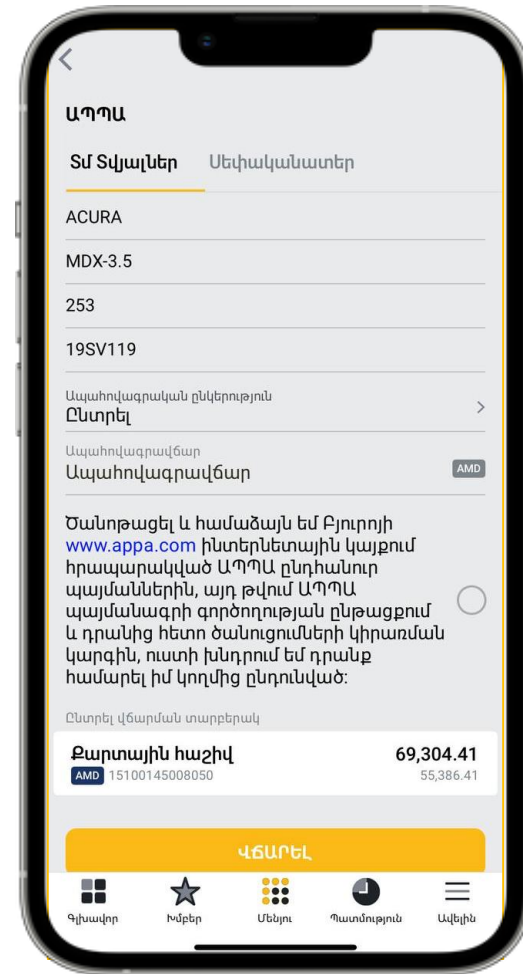 ԱՊՊԱ
Տմ Տվյալներ Սեփականատեր
ACURA
MDX-3.5
253
19SV119
Ապահովագրական ընկերություն
Ընտրել
Ապահովագրավճար
Ապահովագրավճար AMD
Ծանոթացել և համաձայն եմ Բյուրոյի
www.appa.com ինտերնետային կայքում
հրապարակված ԱՊՊԱ ընդհանուր
պայմաններին, այդ թվում ԱՊՊԱ
պայմանագրի գործողության ընթացքում
և դրանից հետո ծանուցումների կիրառման
կարգին, ուստի խնդրում եմ դրանք
համարել իմ կողմից ընդունված:
Ընտրել վճարման տարբերակ
Քարտային հաշիվ 69,304.41
AMD 15100145008050 55,386.41
ՎՃԱՐԵԼ
Գլխավոր Խմբեր Մենյու Պատմություն Ավելին